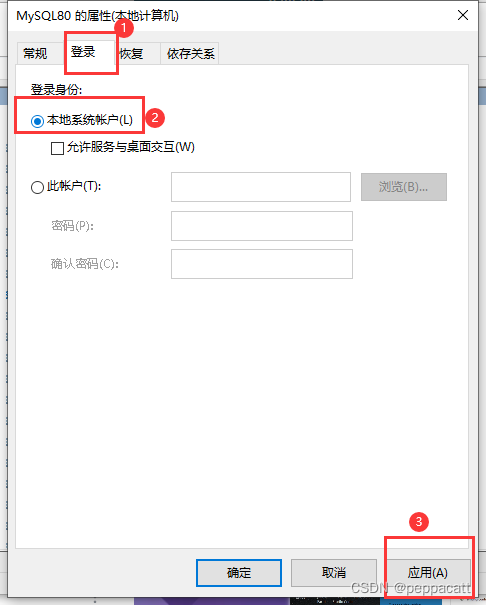 MySQL80 的属性(本地计算机)
1
常规 登录 恢复 依存关系
登录身份:
本地系统帐户(L) 2
允许服务与桌面交互(W)
此帐户(T): 浏览(B)...
密码(P):
确认密码(C):
3
确定 取消 应用(A)
CSDN @peppacatt